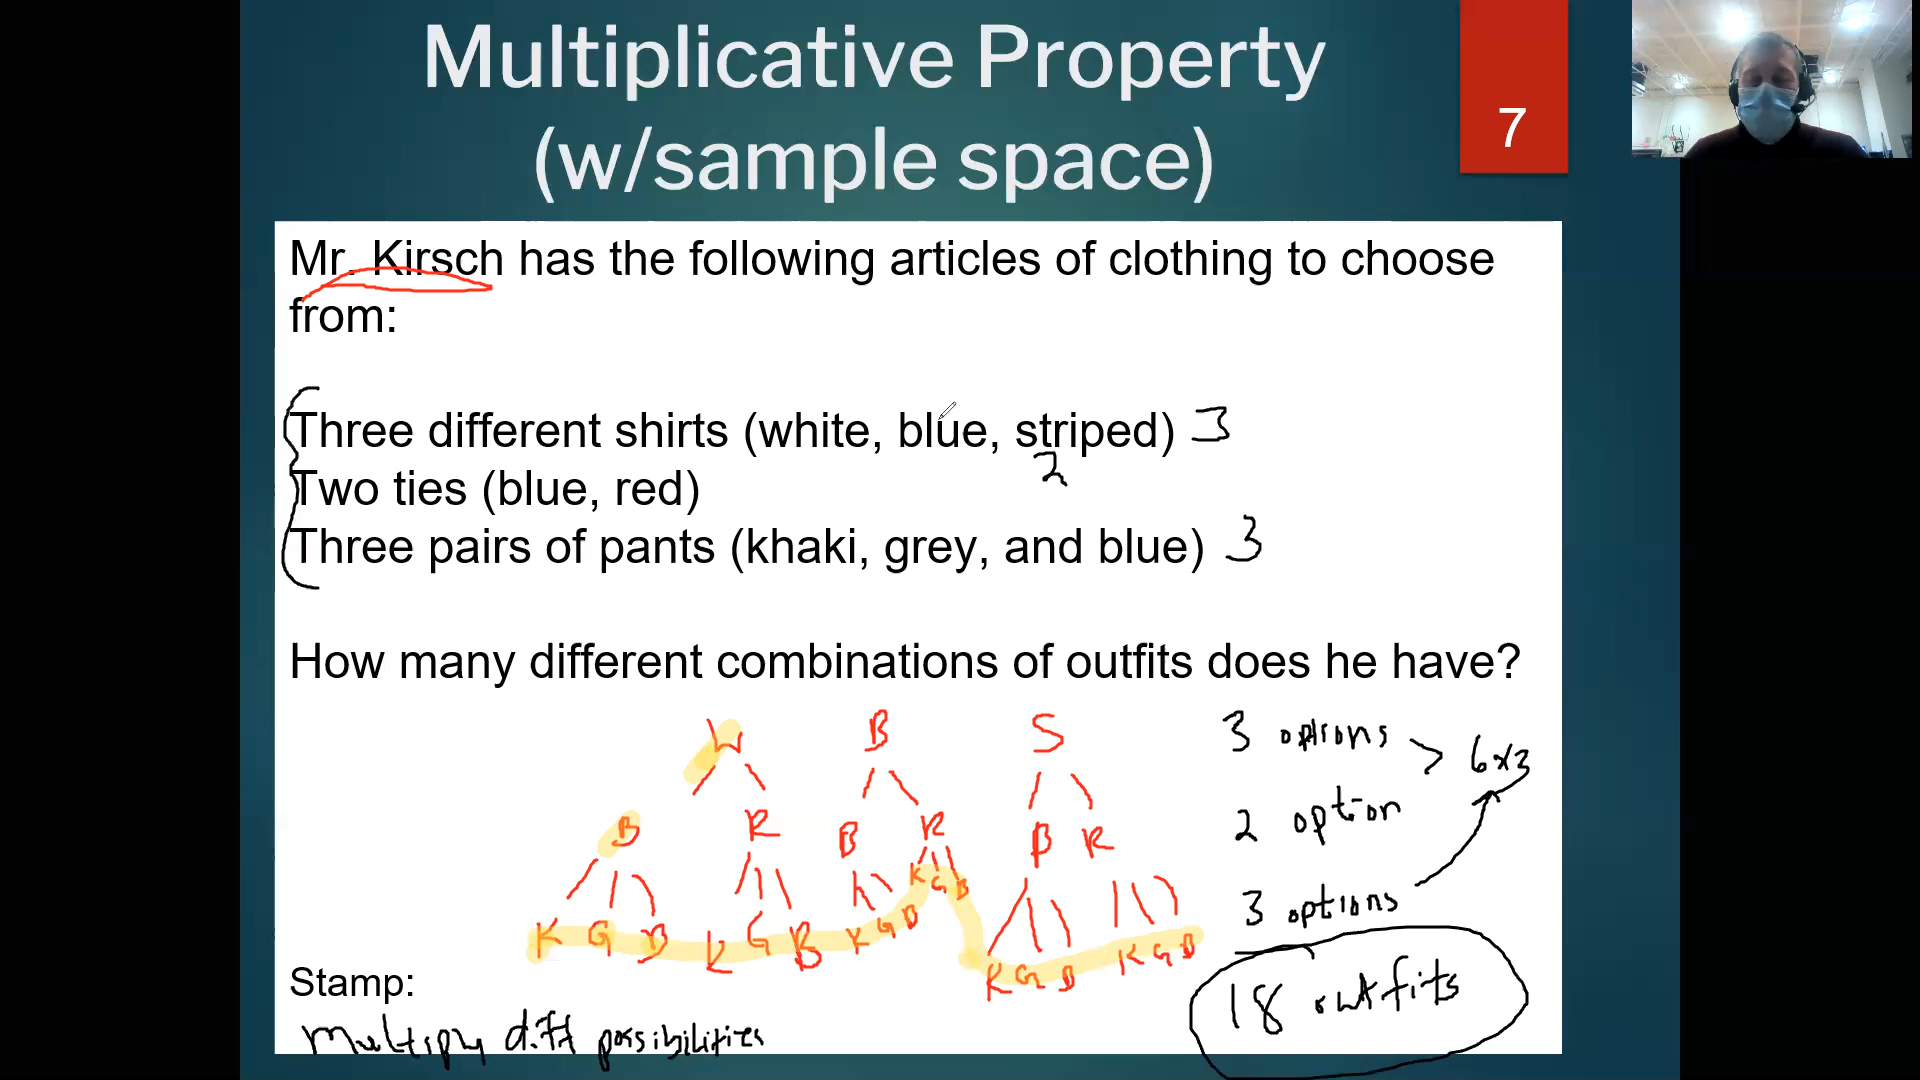 Multiplicative Property
(w/sample space)
7
Mr. Kirsch has the following articles of clothing to choose
from:
Three different shirts (white, blue, striped) 3
2
Two ties (blue, red)
Three pairs of pants (khaki, grey, and blue) 3
How many different combinations of outfits does he have?
W B S
B R B R B R
K G B K G B K G B K G B K G B K G B
3 options > 6x3
2 option
3 options
18 outfits
Stamp:
Multiply diff possibilities